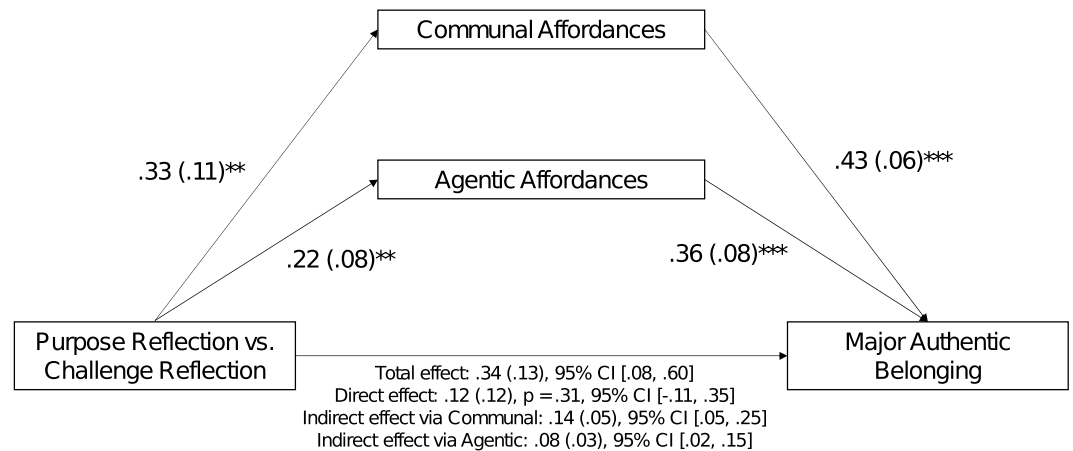 Communal Affordances
.33 (.11)**
.43 (.06)***
Agentic Affordances
.22 (.08)**
.36 (.08)***
Purpose Reflection vs.
Challenge Reflection
Major Authentic
Belonging
Total effect: .34 (.13), 95% CI [.08, .60]
Direct effect: .12 (.12), p = .31, 95% CI [-.11, .35]
Indirect effect via Communal: .14 (.05), 95% CI [.05, .25]
Indirect effect via Agentic: .08 (.03), 95% CI [.02, .15]